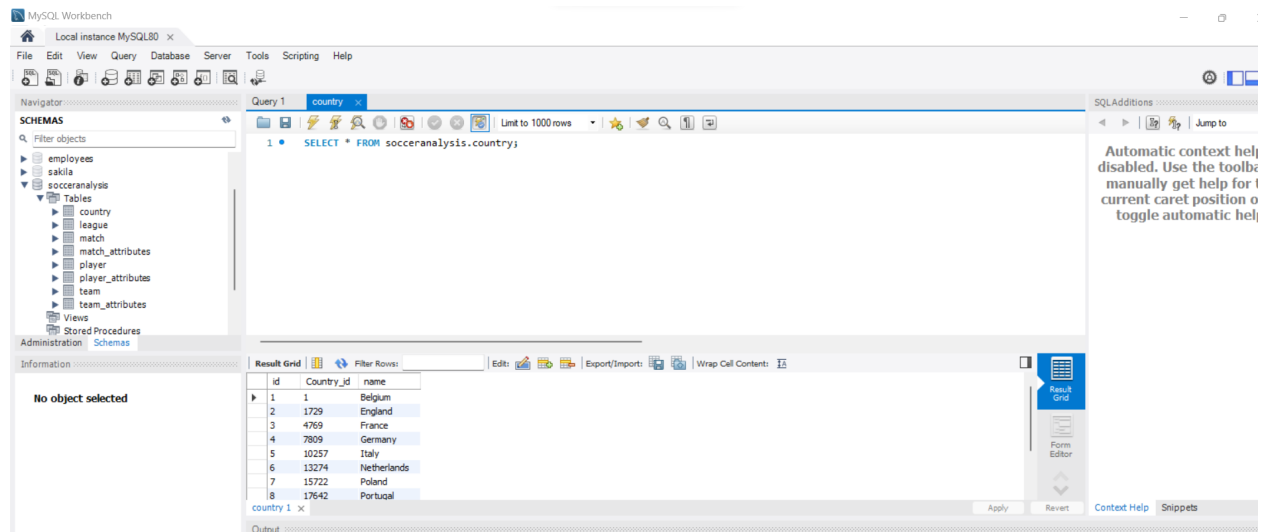 MySQL Workbench
Local instance MySQL80
File Edit View Query Database Server Tools Scripting Help
Navigator
SCHEMAS
Filter objects
employees
sakila
socceranalysis
Tables
country
league
match
match_attributes
player
player_attributes
team
team_attributes
Views
Stored Procedures
Administration Schemas
Information
No object selected
Query 1 country
Limit to 1000 rows
1 SELECT * FROM socceranalysis.country;
Result Grid Filter Rows: Edit: Export/Import: Wrap Cell Content:
id Country_id name
1 1 Belgium
2 1729 England
3 4769 France
4 7809 Germany
5 10257 Italy
6 13274 Netherlands
7 15722 Poland
8 17642 Portugal
Result
Grid
Form
Editor
country 1
Apply Revert
Output
SQLAdditions
Jump to
Automatic context help
disabled. Use the toolba
manually get help for t
current caret position o
toggle automatic help
Context Help Snippets